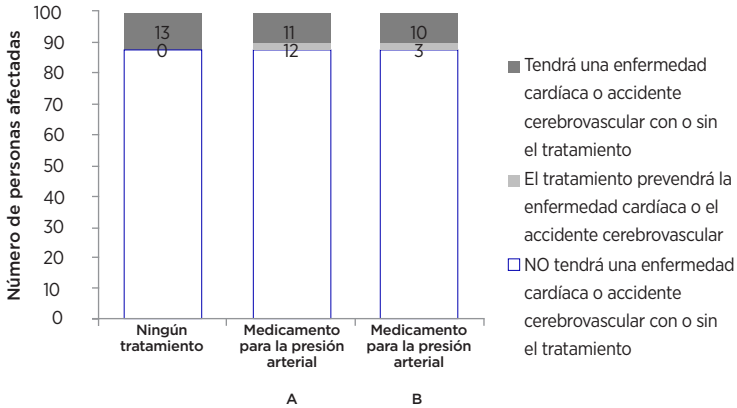 Número de personas afectadas
100
90
80
70
60
50
40
30
20
10
0
13
0
11
12
10
3
Ningún
tratamiento
Medicamento
para la presión
arterial
A
Medicamento
para la presión
arterial
B
Tendrá una enfermedad
cardíaca o accidente
cerebrovascular con o sin
el tratamiento
El tratamiento prevendrá la
enfermedad cardíaca o el
accidente cerebrovascular
NO tendrá una enfermedad
cardíaca o accidente
cerebrovascular con o sin
el tratamiento